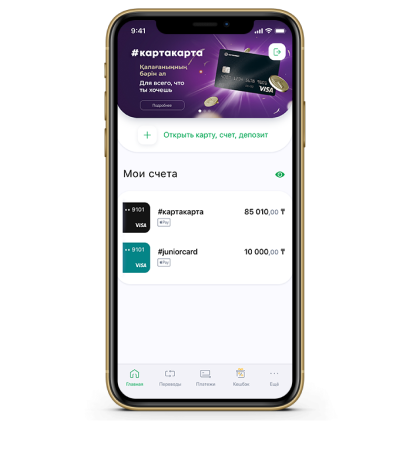 9:41
#картакарта
Қалағаныңның
бәрін ал
Для всего, что
ты хочешь
Подробнее
VISA
+ Открыть карту, счет, депозит
Мои счета
•• 9101
VISA
#картакарта
Pay
85 010,00 ₸
•• 9101
VISA
#juniorcard
Pay
10 000,00 ₸
Главная
Переводы
Платежи
Кешбэк
Ещё